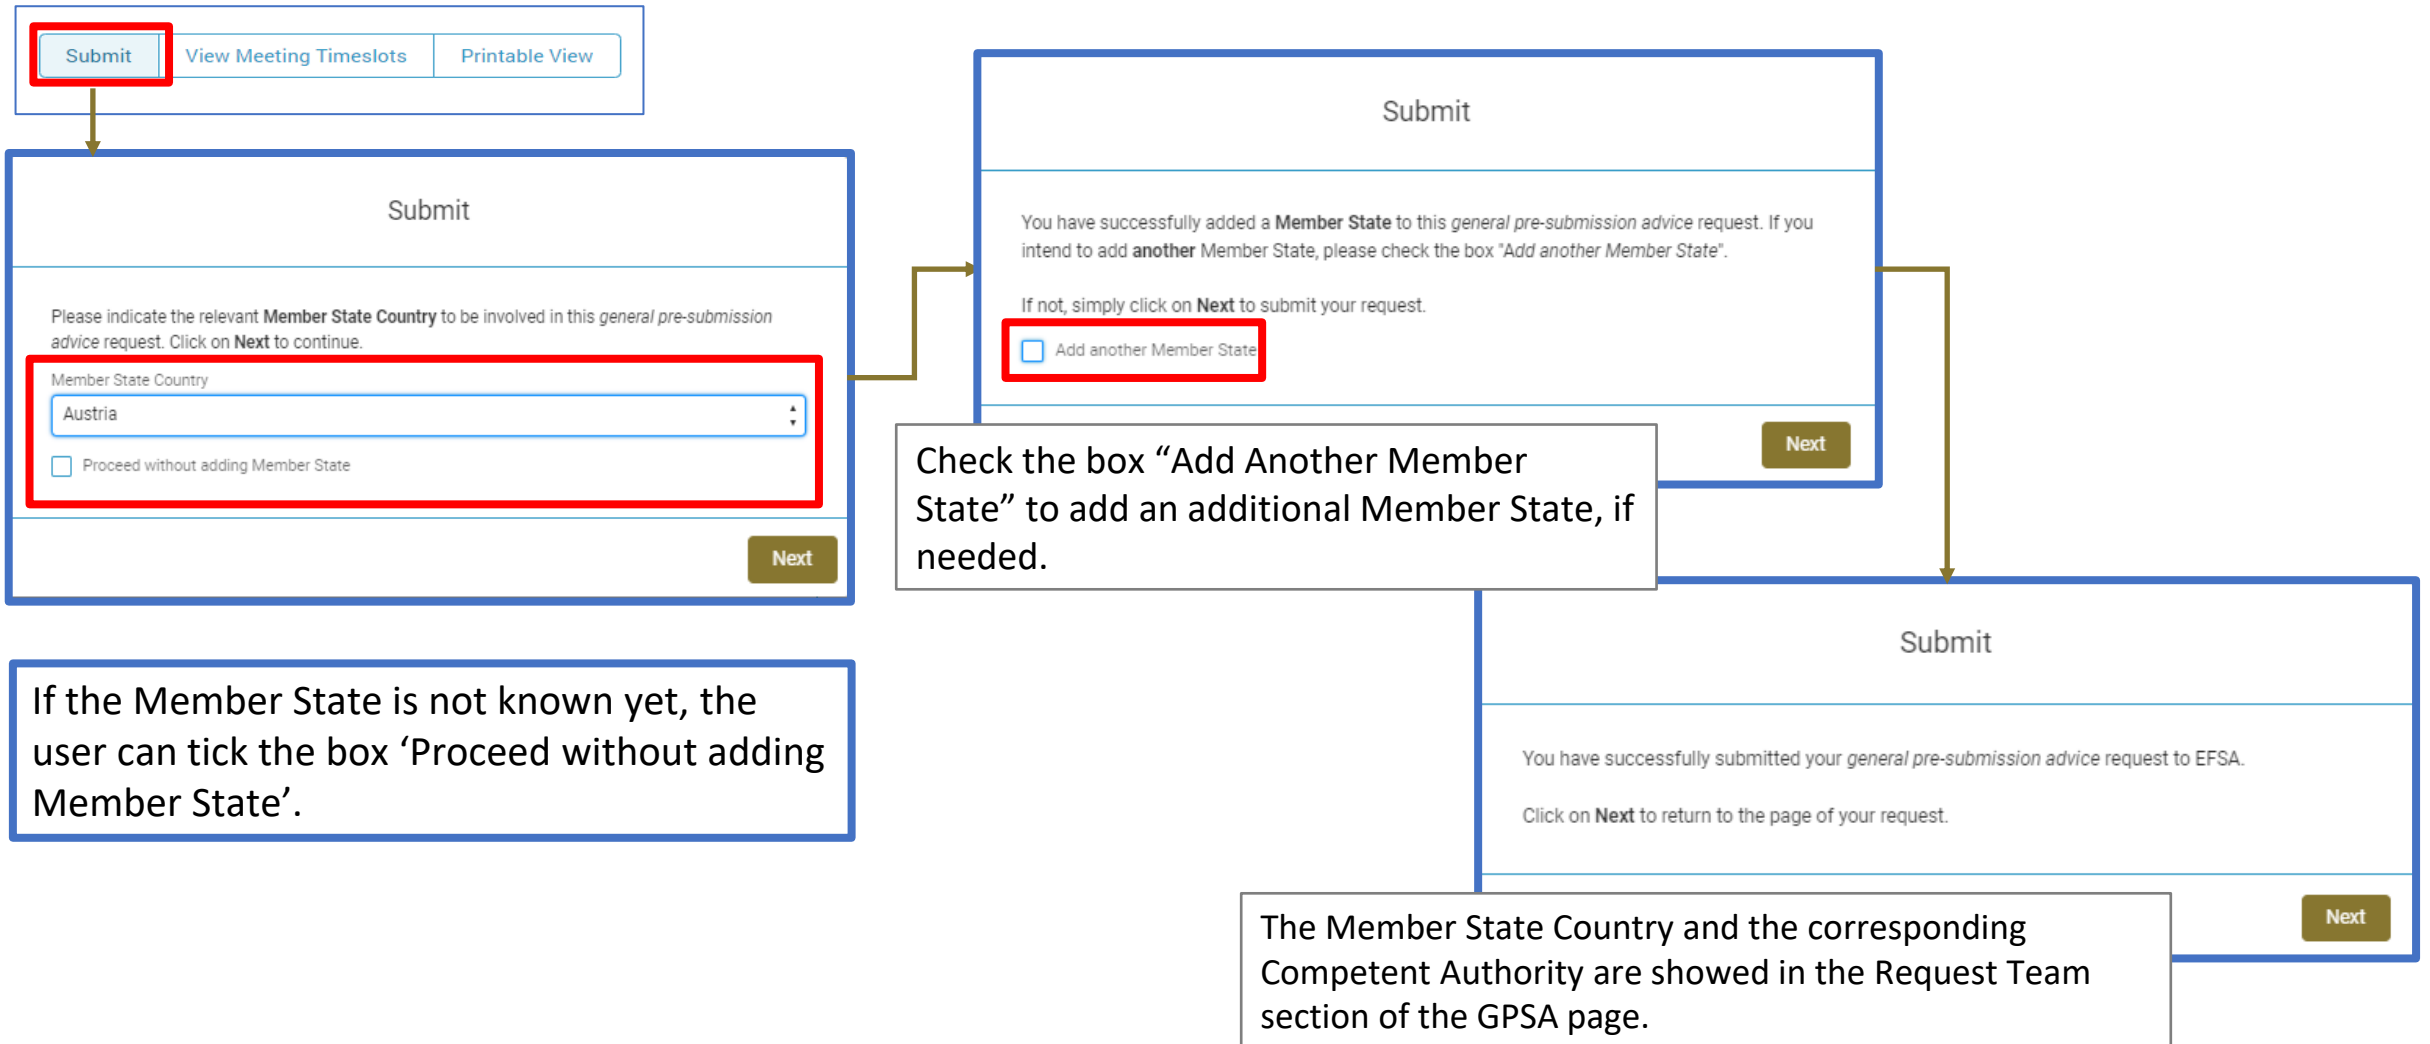 Submit
View Meeting Timeslots
Printable View
Submit
Please indicate the relevant Member State Country to be involved in this general pre-submission
advice request. Click on Next to continue.
Member State Country
Austria
Proceed without adding Member State
Next
If the Member State is not known yet, the
user can tick the box ‘Proceed without adding
Member State’.
Submit
You have successfully added a Member State to this general pre-submission advice request. If you
intend to add another Member State, please check the box "Add another Member State".
If not, simply click on Next to submit your request.
Add another Member State
Next
Check the box “Add Another Member
State” to add an additional Member State, if
needed.
Submit
You have successfully submitted your general pre-submission advice request to EFSA.
Click on Next to return to the page of your request.
Next
The Member State Country and the corresponding
Competent Authority are showed in the Request Team
section of the GPSA page.